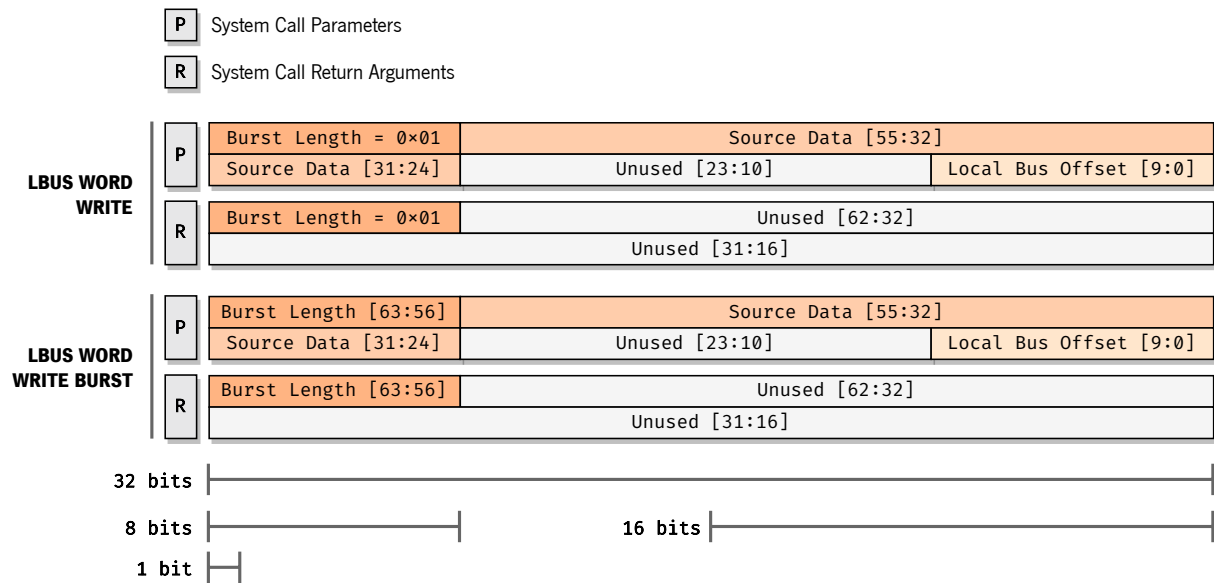 P System Call Parameters
R System Call Return Arguments
LBUS WORD
WRITE
P
Burst Length = 0×01 Source Data [55:32]
Source Data [31:24] Unused [23:10] Local Bus Offset [9:0]
R
Burst Length = 0×01 Unused [62:32]
Unused [31:16]
LBUS WORD
WRITE BURST
P
Burst Length [63:56] Source Data [55:32]
Source Data [31:24] Unused [23:10] Local Bus Offset [9:0]
R
Burst Length [63:56] Unused [62:32]
Unused [31:16]
32 bits
8 bits 16 bits
1 bit